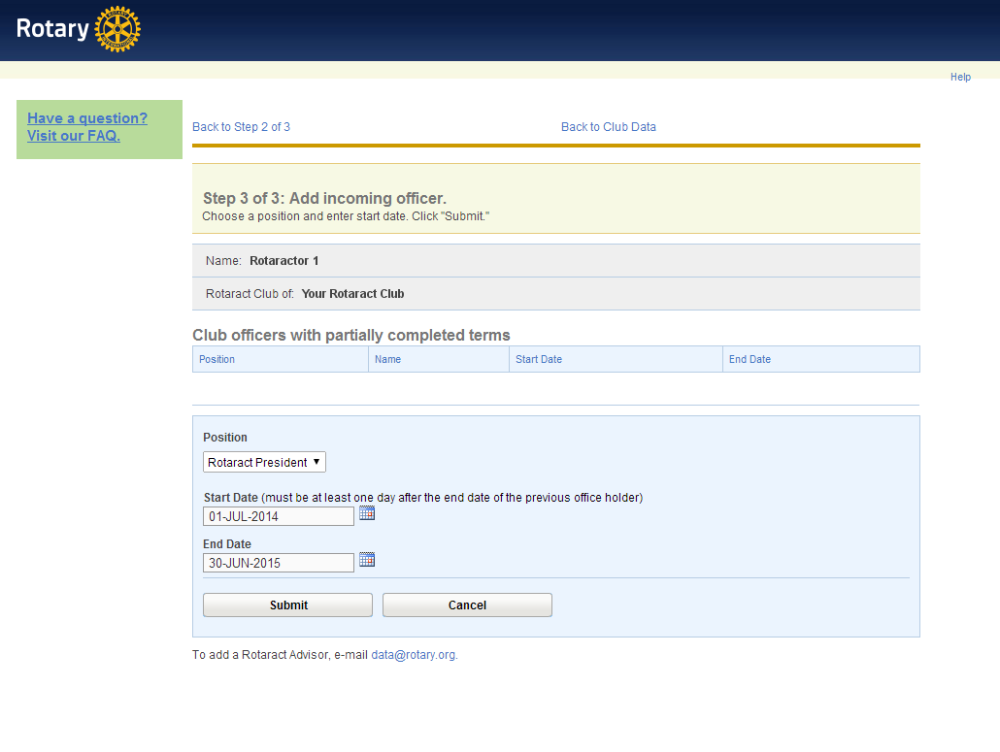 Rotary
Help
Have a question?
Visit our FAQ.
Back to Step 2 of 3
Back to Club Data
Step 3 of 3: Add incoming officer.
Choose a position and enter start date. Click "Submit."
Name: Rotaractor 1
Rotaract Club of: Your Rotaract Club
Club officers with partially completed terms
Position Name Start Date End Date
Position
Rotaract President
Start Date (must be at least one day after the end date of the previous office holder)
01-JUL-2014
End Date
30-JUN-2015
Submit Cancel
To add a Rotaract Advisor, e-mail data@rotary.org.